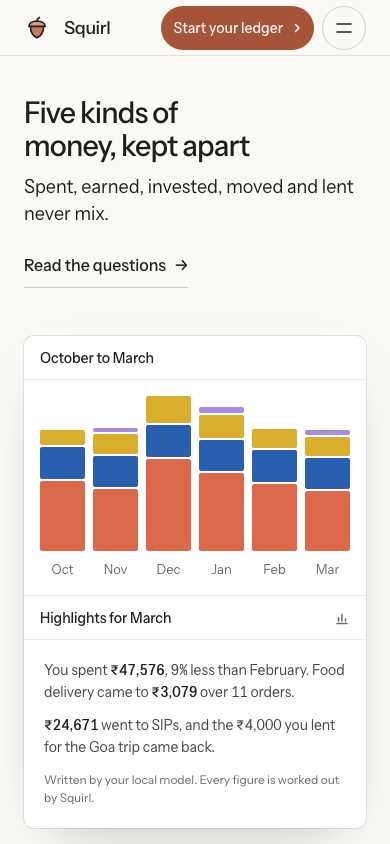 Squirl
Start your ledger
Five kinds of
money, kept apart
Spent, earned, invested, moved and lent
never mix.
Read the questions →
October to March
Oct Nov Dec Jan Feb Mar
Highlights for March
You spent ₹47,576, 9% less than February. Food
delivery came to ₹3,079 over 11 orders.
₹24,671 went to SIPs, and the ₹4,000 you lent
for the Goa trip came back.
Written by your local model. Every figure is worked out
by Squirl.